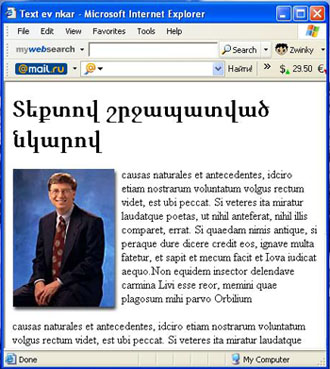 Text ev nkar - Microsoft Internet Explorer
File Edit View Favorites Tools Help
mywebsearch Search Zwinky
@mail.ru Найти! » $ 29.50 €
Տեքտով շրջապատված
նկարով
causas naturales et antecedentes, idciro
etiam nostrarum voluntatum volgus rectum
videt, est ubi peccat. Si veteres ita miratur
laudatque poetas, ut nihil anteferat, nihil illis
comparet, errat. Si quaedam nimis antique, si
peraque dure dicere credit eos, ignave multa
fatetur, et sapit et mecum facit et Iova iudicat
aequo.Non equidem insector delendave
carmina Livi esse reor, memini quae
plagosum mihi parvo Orbilium
causas naturales et antecedentes, idciro etiam nostrarum voluntatum
volgus rectum videt, est ubi peccat. Si veteres ita miratur laudatque
Done My Computer